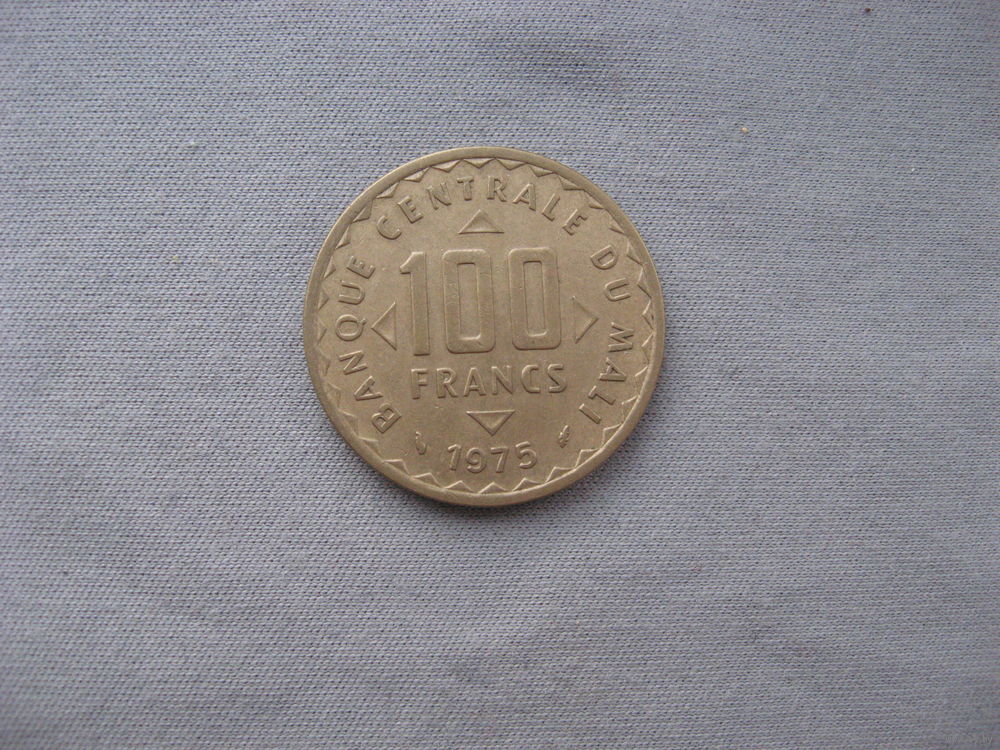 BANQUE CENTRALE DU MALI
100
FRANCS
1975